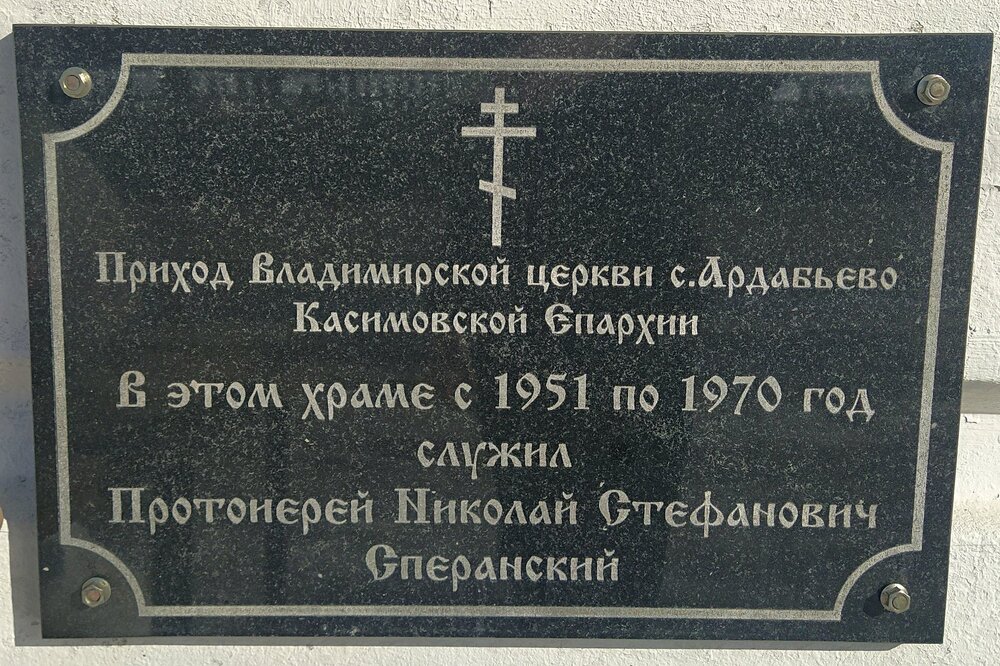 Приход Владимирской церкви с.Ардабьево
Касимовской Епархии
В этом храме с 1951 по 1970 год
служил
Протоиерей Николай Стефанович
Сперанский